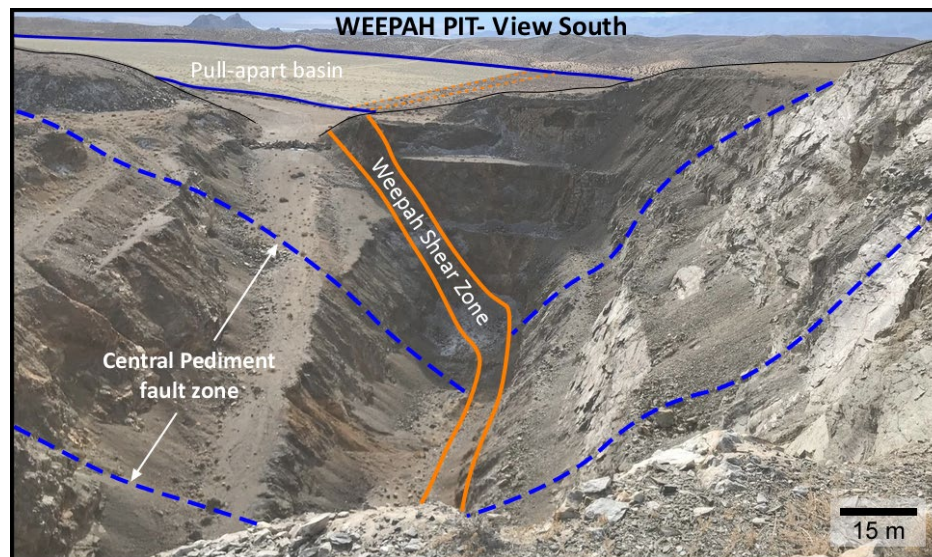 WEEPAH PIT- View South
Pull-apart basin
Weepah Shear Zone
Central Pediment
fault zone
15 m